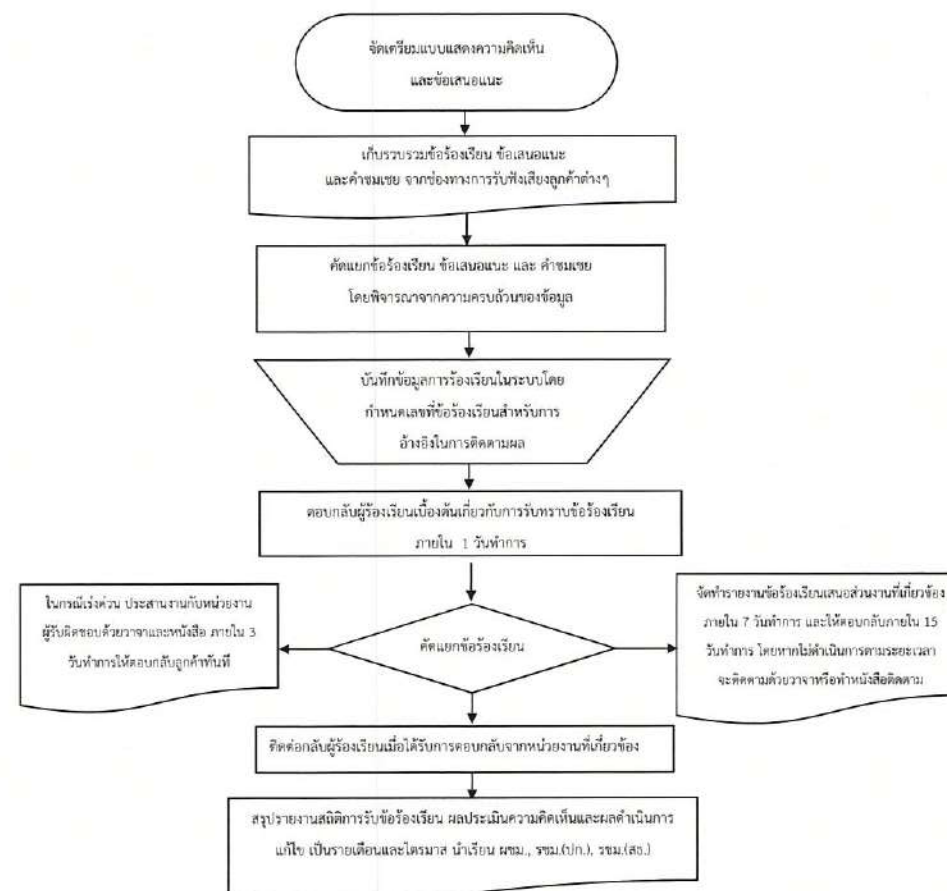 จัดเตรียมแบบแสดงความคิดเห็น
และข้อเสนอแนะ
เก็บรวบรวมข้อร้องเรียน ข้อเสนอแนะ
และคำชมเชย จากช่องทางการรับฟังเสียงลูกค้าต่างๆ
คัดแยกข้อร้องเรียน ข้อเสนอแนะ และ คำชมเชย
โดยพิจารณาจากความครบถ้วนของข้อมูล
บันทึกข้อมูลการร้องเรียนในระบบโดย
กำหนดเลขที่ข้อร้องเรียนสำหรับการ
อ้างอิงในการติดตามผล
ตอบกลับผู้ร้องเรียนเบื้องต้นเกี่ยวกับการรับทราบข้อร้องเรียน
ภายใน 1 วันทำการ
ในกรณีเร่งด่วน ประสานงานกับหน่วยงาน
ผู้รับผิดชอบด้วยวาจาและหนังสือ ภายใน 3
วันทำการให้ตอบกลับลูกค้าทันที
คัดแยกข้อร้องเรียน
จัดทำรายงานข้อร้องเรียนเสนอส่วนงานที่เกี่ยวข้อง
ภายใน 7 วันทำการ และให้ตอบกลับภายใน 15
วันทำการ โดยหากไม่ดำเนินการตามระยะเวลา
จะติดตามด้วยวาจาหรือทำหนังสือติดตาม
ติดต่อกลับผู้ร้องเรียนเมื่อได้รับการตอบกลับจากหน่วยงานที่เกี่ยวข้อง
สรุปรายงานสถิติการรับข้อร้องเรียน ผลประเมินความคิดเห็นและผลดำเนินการ
แก้ไข เป็นรายเดือนและไตรมาส นำเรียน ผชม., รชม.(ปก.), รชม.(สธ.)